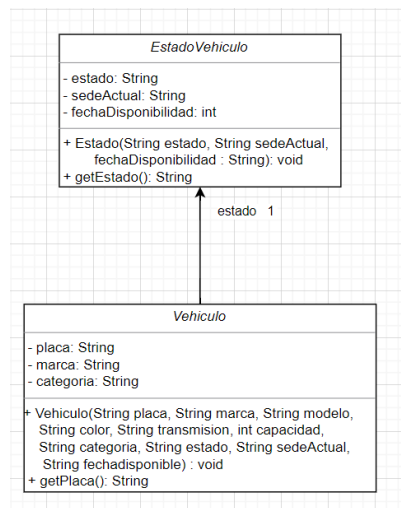 EstadoVehiculo
- estado: String
- sedeActual: String
- fechaDisponibilidad: int
+ Estado(String estado, String sedeActual,
fechaDisponibilidad : String): void
+ getEstado(): String
estado 1
Vehiculo
- placa: String
- marca: String
- categoria: String
+ Vehiculo(String placa, String marca, String modelo,
String color, String transmision, int capacidad,
String categoria, String estado, String sedeActual,
String fechadisponible) : void
+ getPlaca(): String